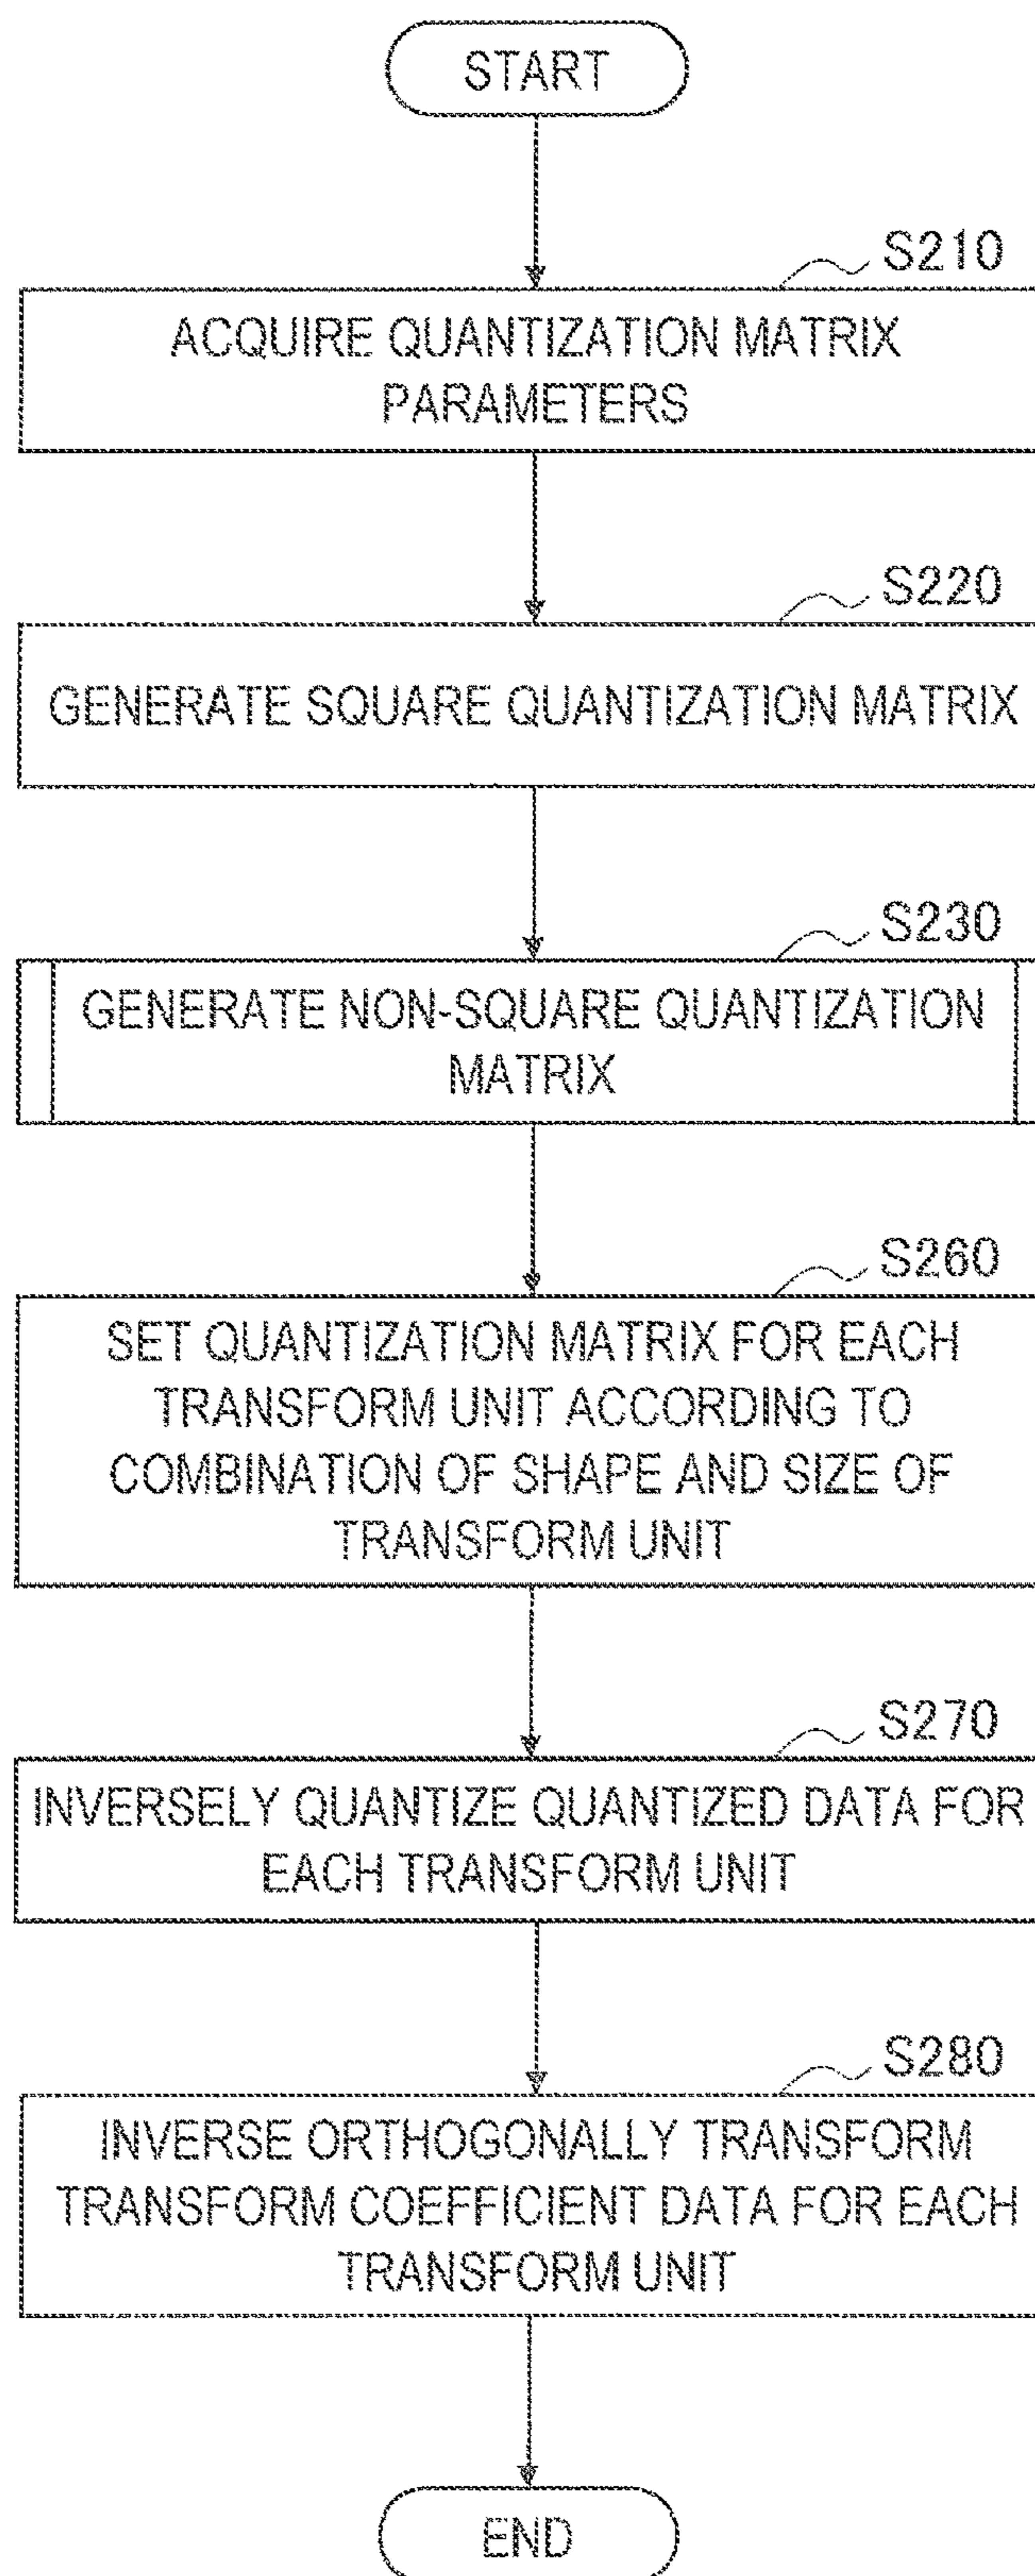 START
S210
ACQUIRE QUANTIZATION MATRIX
PARAMETERS
S220
GENERATE SQUARE QUANTIZATION MATRIX
S230
GENERATE NON-SQUARE QUANTIZATION
MATRIX
S260
SET QUANTIZATION MATRIX FOR EACH
TRANSFORM UNIT ACCORDING TO
COMBINATION OF SHAPE AND SIZE OF
TRANSFORM UNIT
S270
INVERSELY QUANTIZE QUANTIZED DATA FOR
EACH TRANSFORM UNIT
S280
INVERSE ORTHOGONALLY TRANSFORM
TRANSFORM COEFFICIENT DATA FOR EACH
TRANSFORM UNIT
END